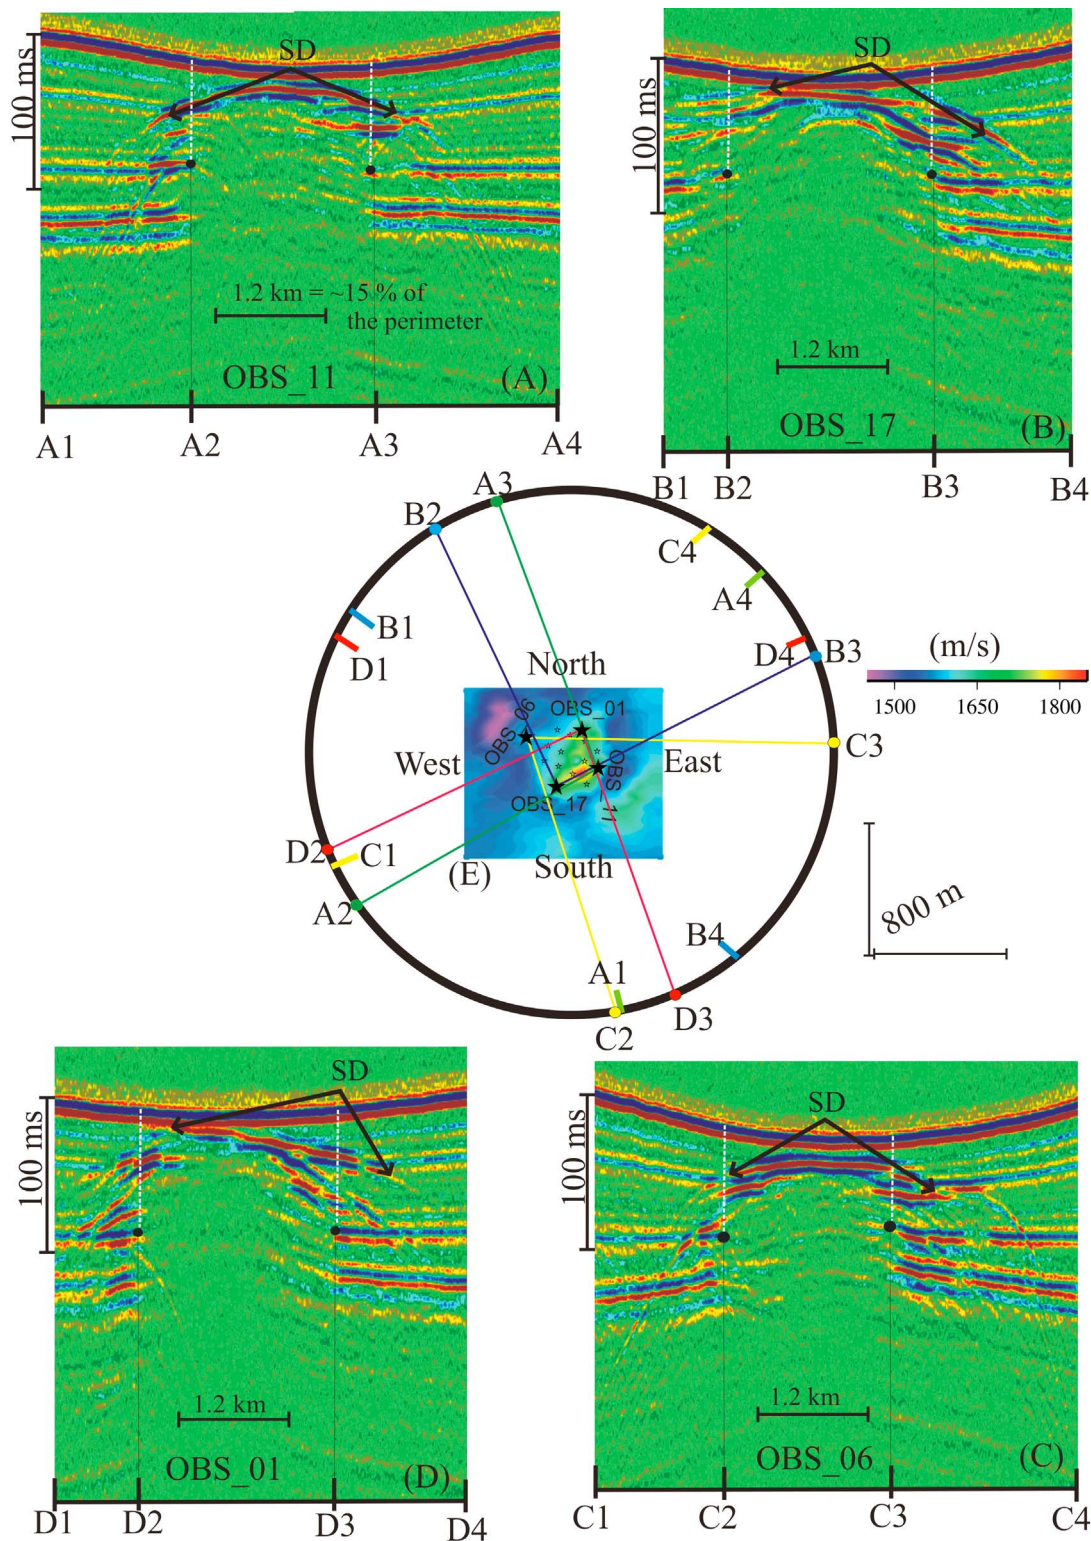 SD
100 ms
1.2 km = ~15 % of
the perimeter
OBS_11
(A)
A1
A2
A3
A4
SD
100 ms
1.2 km
OBS_17
(B)
B1
B2
B3
B4
A3
B2
C4
A4
B1
D1
D4
B3
(m/s)
1500
1650
1800
North
OBS_01
OBS_06
West
East
C3
OBS_11
OBS_17
D2
C1
(E)
South
A2
800 m
B4
A1
D3
C2
SD
100 ms
1.2 km
OBS_01
(D)
D1
D2
D3
D4
SD
100 ms
1.2 km
OBS_06
(C)
C1
C2
C3
C4